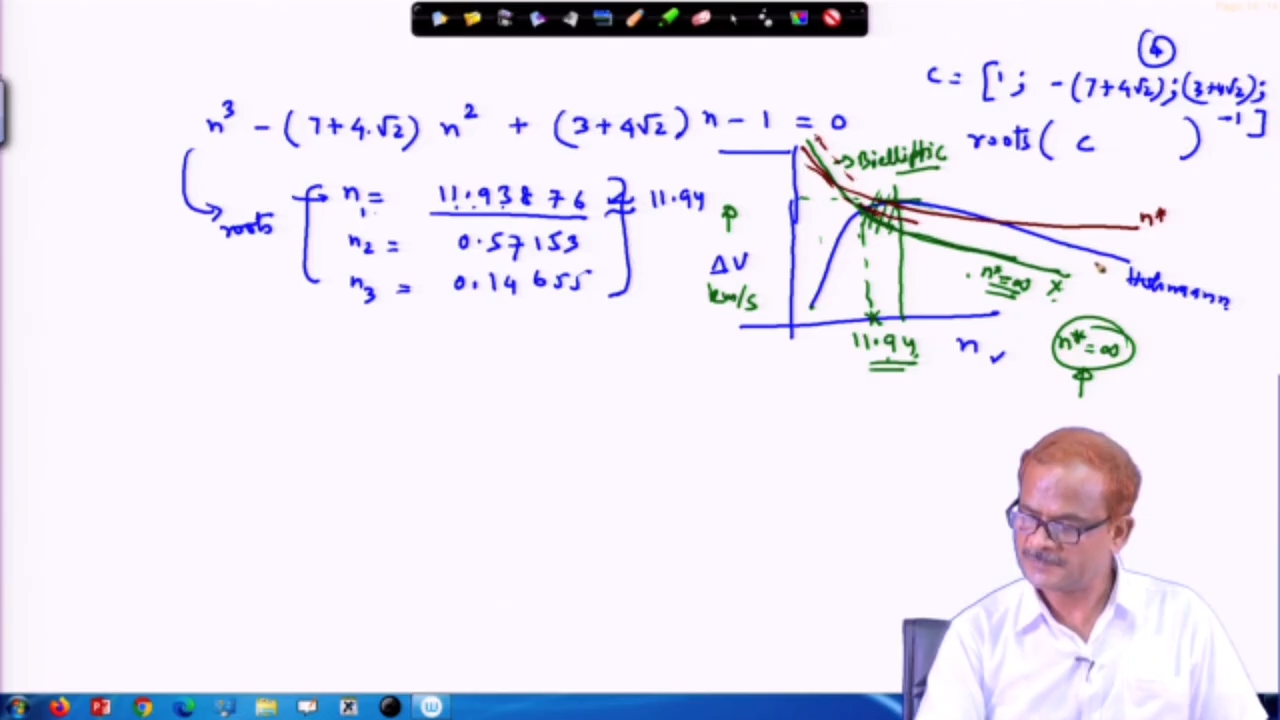 ④
c = [1; -(7+4√2); (3+4√2); -1]
n³ - (7+4.√2) n² + (3+4√2) n - 1 = 0
roots( c )
→ Bielliptic
roots
n₁ = 11.93876 ≈ 11.94
n₂ = 0.57153
n₃ = 0.14655
ΔV
km/s
n*
n*=∞
Hohmann
11.94
n ✓
n* = ∞